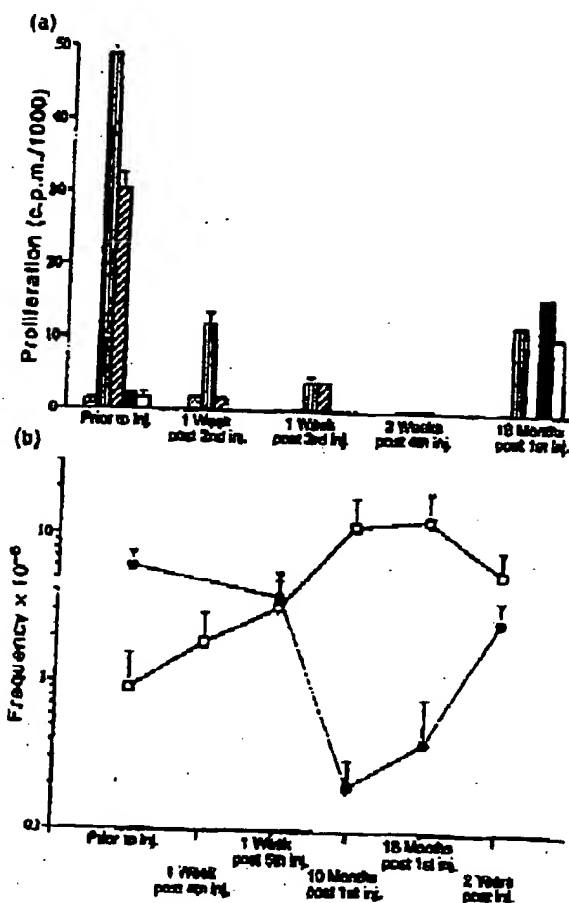 (a)
Proliferation (c.p.m./1000)
50
40
30
20
10
0
Prior to inj.
1 Week
post 2nd inj.
1 Week
post 2nd inj.
2 Weeks
post 4th inj.
18 Months
post 1st inj.
(b)
Frequency × 10⁻⁶
10
1
Prior to inj.
1 Week
post 4th inj.
1 Week
post 5th inj.
10 Months
post 1st inj.
18 Months
post 1st inj.
2 Years
post inj.